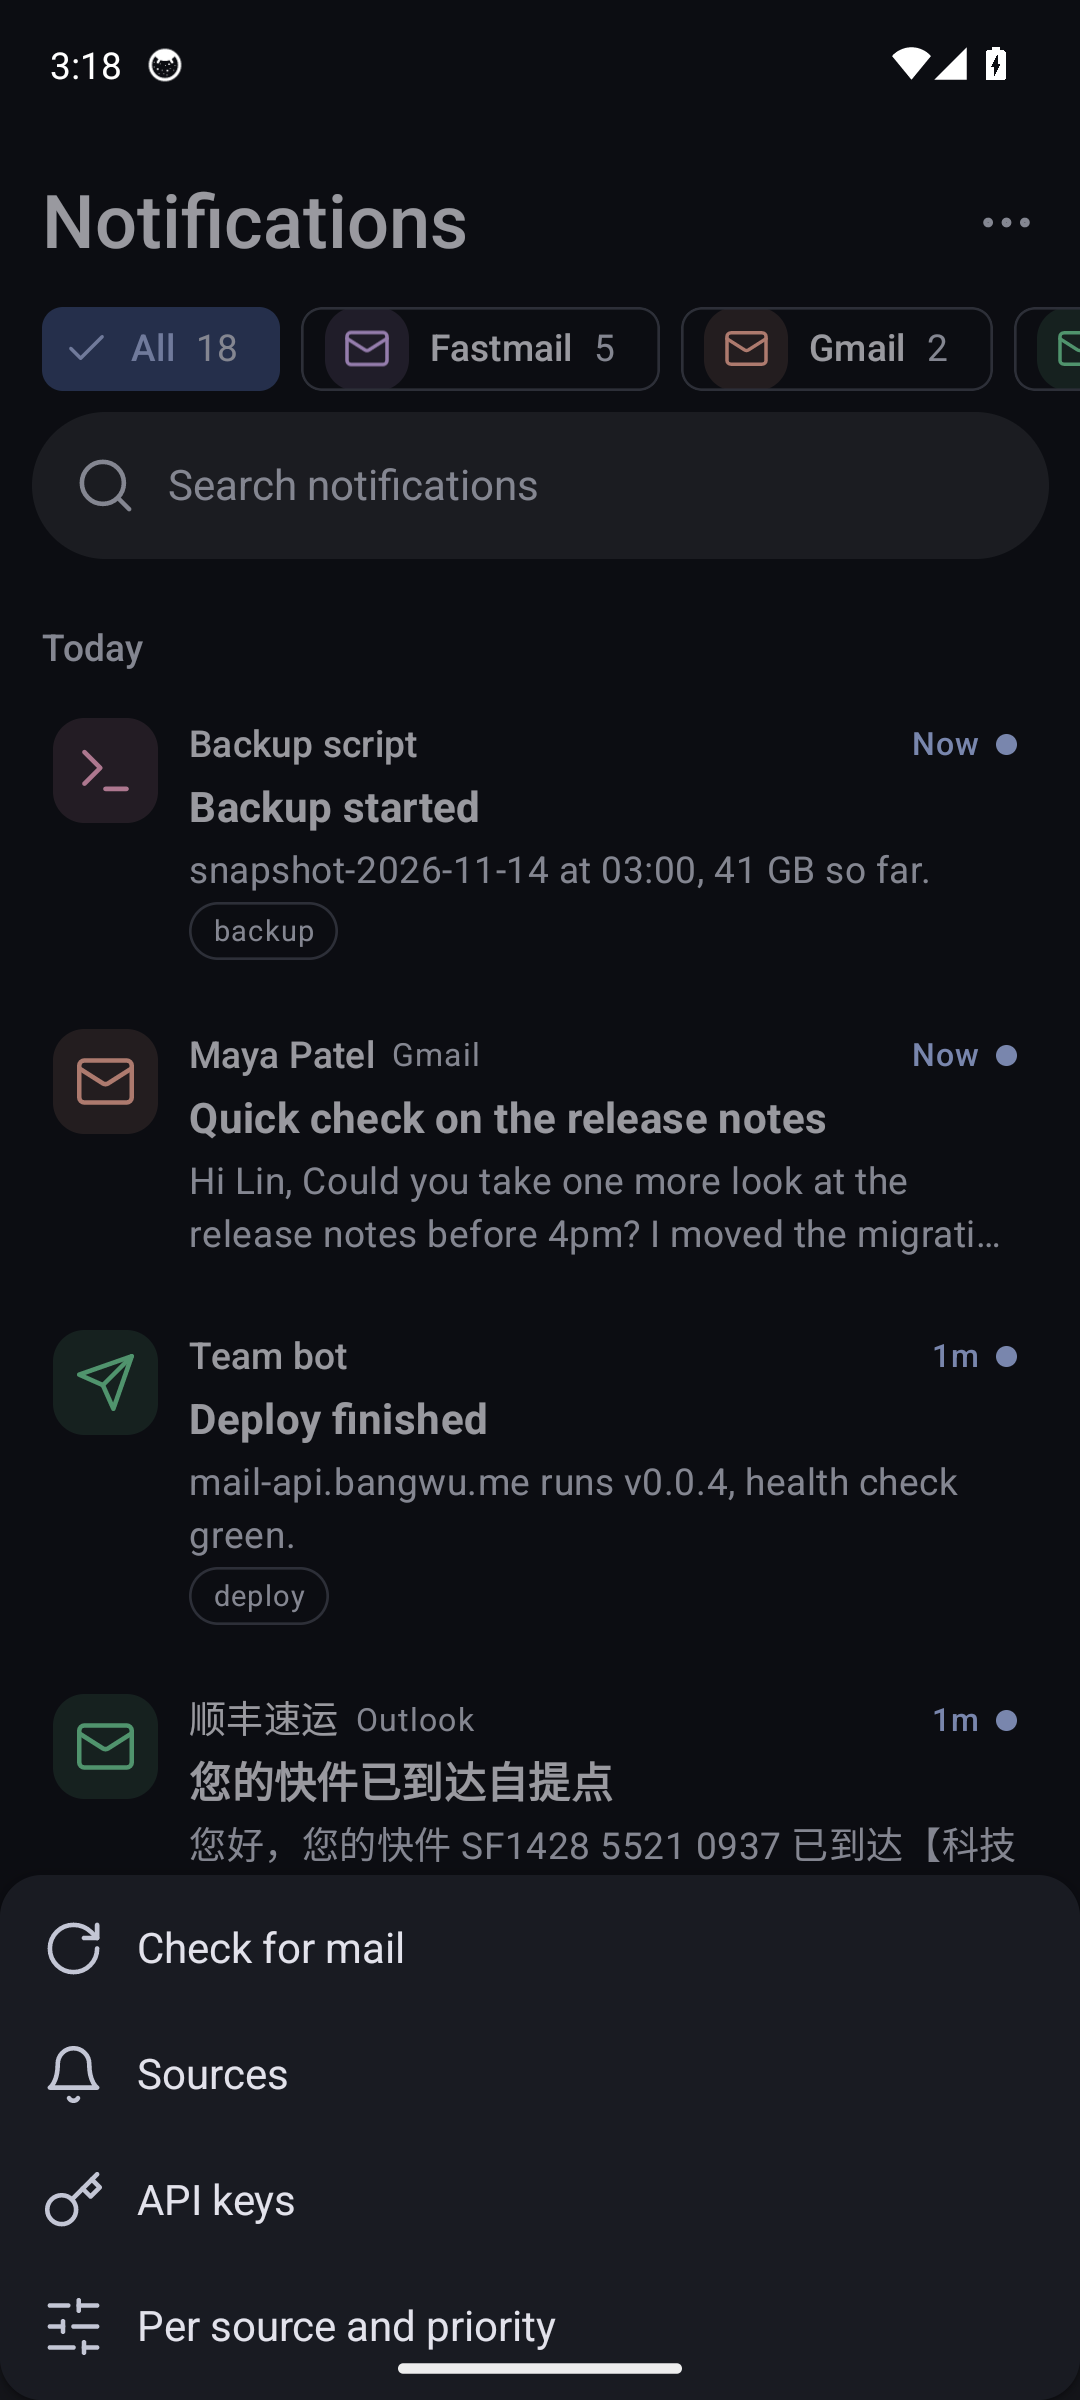 3:18
Notifications
All 18
Fastmail 5
Gmail 2
Search notifications
Today
Backup script
Now
Backup started
snapshot-2026-11-14 at 03:00, 41 GB so far.
backup
Maya Patel Gmail
Now
Quick check on the release notes
Hi Lin, Could you take one more look at the
release notes before 4pm? I moved the migrati…
Team bot
1m
Deploy finished
mail-api.bangwu.me runs v0.0.4, health check
green.
deploy
顺丰速运 Outlook
1m
您的快件已到达自提点
您好，您的快件 SF1428 5521 0937 已到达【科技
Check for mail
Sources
API keys
Per source and priority